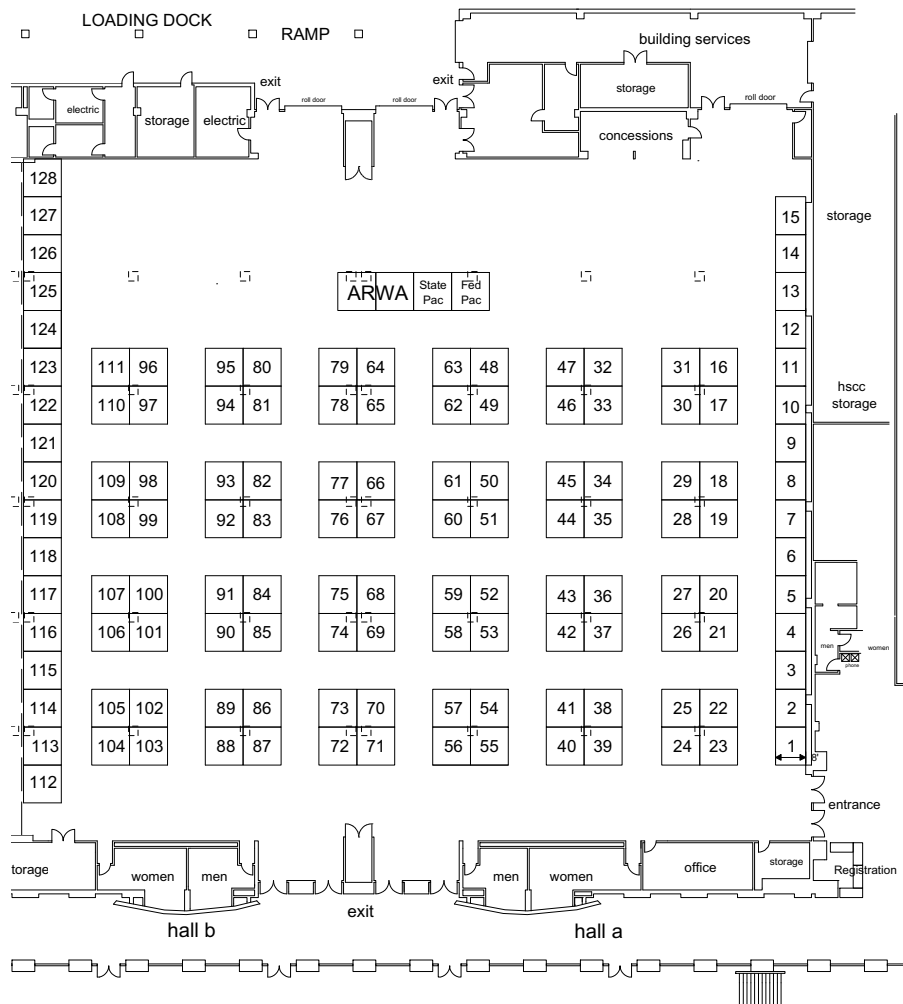 LOADING DOCK
RAMP
building services
exit
exit
roll door
roll door
roll door
storage
electric
storage
electric
concessions
128
127
15
storage
126
14
125
ARWA
State Pac
Fed Pac
13
124
12
123
111 96
95 80
79 64
63 48
47 32
31 16
11
122
110 97
94 81
78 65
62 49
46 33
30 17
10
hscc
storage
121
9
120
109 98
93 82
77 66
61 50
45 34
29 18
8
119
108 99
92 83
76 67
60 51
44 35
28 19
7
118
6
117
107 100
91 84
75 68
59 52
43 36
27 20
5
116
106 101
90 85
74 69
58 53
42 37
26 21
4
men
women
phone
115
3
114
105 102
89 86
73 70
57 54
41 38
25 22
2
113
104 103
88 87
72 71
56 55
40 39
24 23
1
8'
112
entrance
torage
women
men
men
women
office
storage
Registration
exit
hall b
hall a